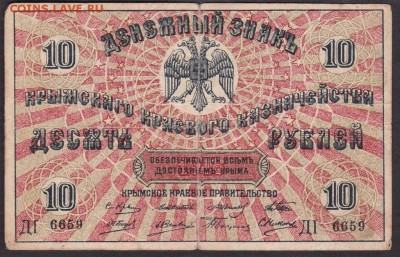 COINS.LAVE.RU
ДЕНЕЖНЫЙ ЗНАКЪ
10 10
КРЫМСКАГО КРАЕВОГО КАЗНАЧЕЙСТВА
ДЕСЯТЬ РУБЛЕЙ
ОБЕЗПЕЧИВАЕТСЯ ВСѢМЪ
ДОСТОЯНІЕМЪ КРЫМА
КРЫМСКОЕ КРАЕВОЕ ПРАВИТЕЛЬСТВО
10 10
ДІ 6659 ДІ 6659